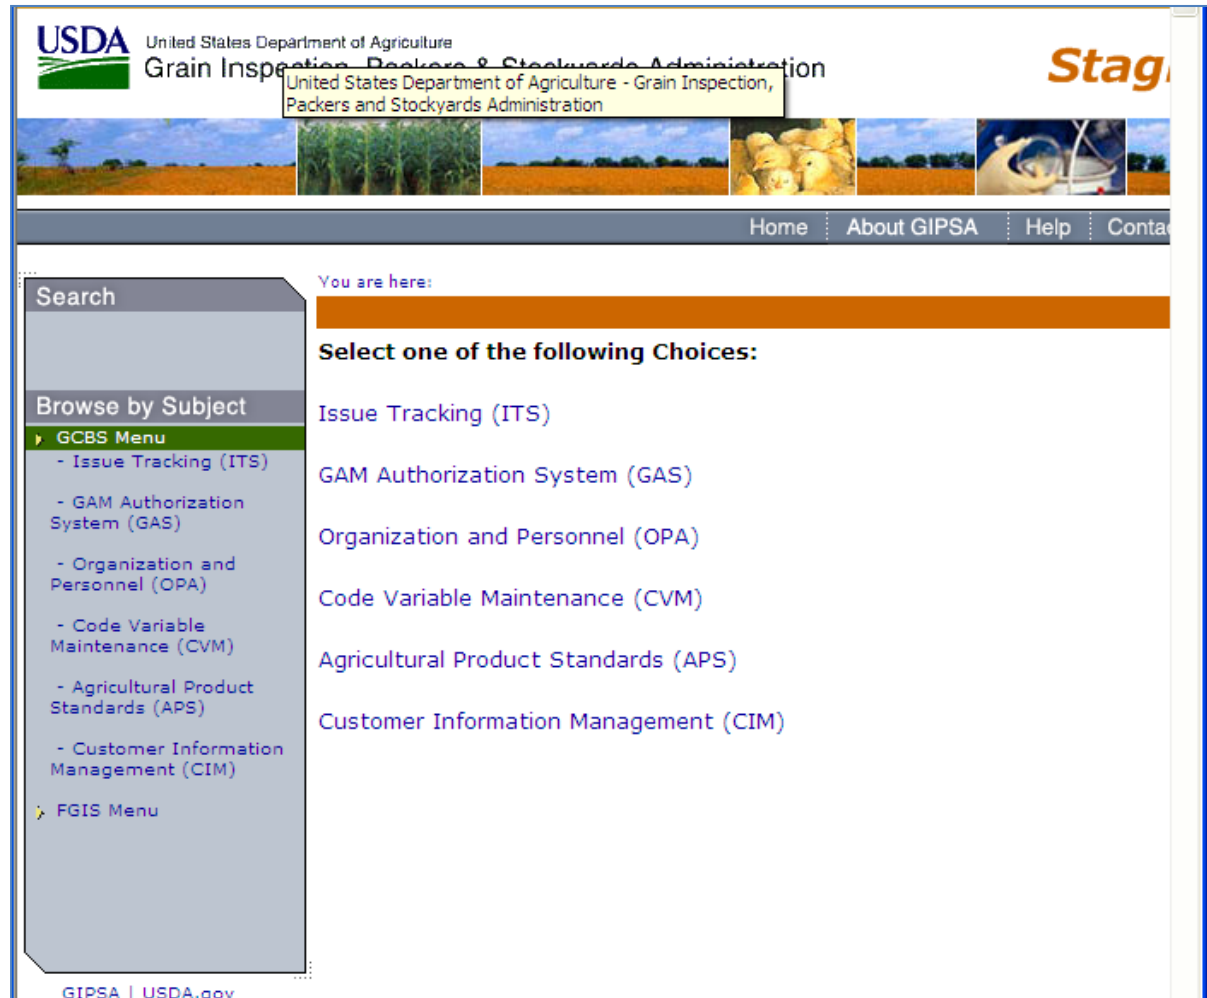 USDA
United States Department of Agriculture
Grain Inspection, Packers & Stockyards Administration
United States Department of Agriculture - Grain Inspection,
Packers and Stockyards Administration
Home
About GIPSA
Help
Search
You are here:
Select one of the following Choices:
Browse by Subject
GCBS Menu
- Issue Tracking (ITS)
- GAM Authorization
System (GAS)
- Organization and
Personnel (OPA)
- Code Variable
Maintenance (CVM)
- Agricultural Product
Standards (APS)
- Customer Information
Management (CIM)
FGIS Menu
Issue Tracking (ITS)
GAM Authorization System (GAS)
Organization and Personnel (OPA)
Code Variable Maintenance (CVM)
Agricultural Product Standards (APS)
Customer Information Management (CIM)
GIPSA | USDA.gov